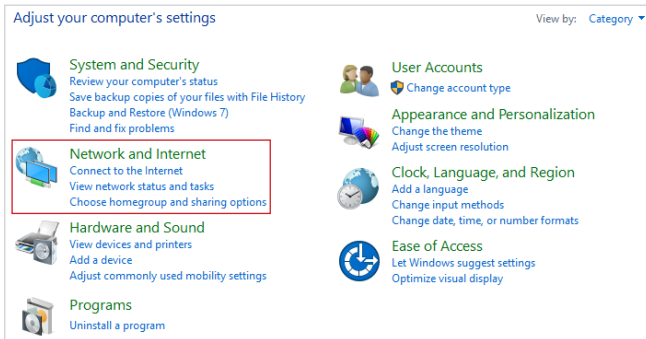 Adjust your computer's settings
View by: Category
System and Security
Review your computer's status
Save backup copies of your files with File History
Backup and Restore (Windows 7)
Find and fix problems
Network and Internet
Connect to the Internet
View network status and tasks
Choose homegroup and sharing options
Hardware and Sound
View devices and printers
Add a device
Adjust commonly used mobility settings
Programs
Uninstall a program
User Accounts
Change account type
Appearance and Personalization
Change the theme
Adjust screen resolution
Clock, Language, and Region
Add a language
Change input methods
Change date, time, or number formats
Ease of Access
Let Windows suggest settings
Optimize visual display